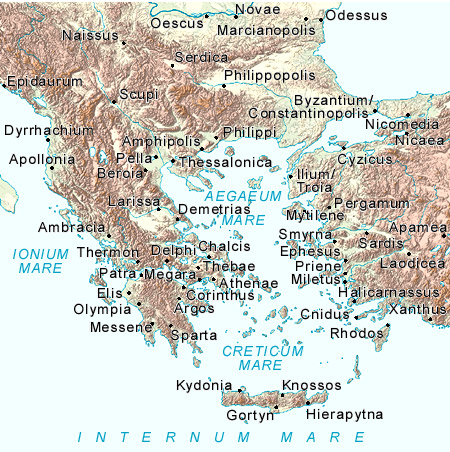 Novae
Odessus
Oescus
Marcianopolis
Naissus
Serdica
Epidaurum
Philippopolis
Scupi
Byzantium/
Constantinopolis
Nicomedia
Dyrrhachium
Philippi
Nicaea
Amphipolis
Apollonia
Pella
Thessalonica
Cyzicus
Beroia
Ilium/
Troia
AEGAEUM
MARE
Larissa
Demetrias
Pergamum
Mytilene
Ambracia
Smyrna
Apamea
Sardis
IONIUM
MARE
Thermon
Delphi
Chalcis
Ephesus
Laodicea
Patra
Megara
Thebae
Priene
Athenae
Miletus
Elis
Corinthus
Halicarnassus
Olympia
Argos
Cnidus
Xanthus
Messene
Sparta
Rhodos
CRETICUM
MARE
Kydonia
Knossos
Gortyn
Hierapytna
INTERNUM MARE